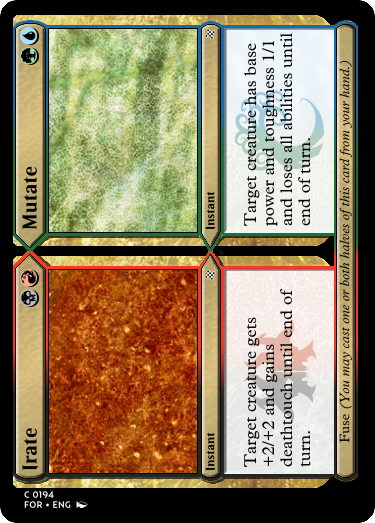 Irate
Instant
Target creature gets
+2/+2 and gains
deathtouch until end of
turn.
Mutate
Instant
Target creature has base
power and toughness 1/1
and loses all abilities until
end of turn.
Fuse (You may cast one or both halves of this card from your hand.)
C 0194
FOR • ENG